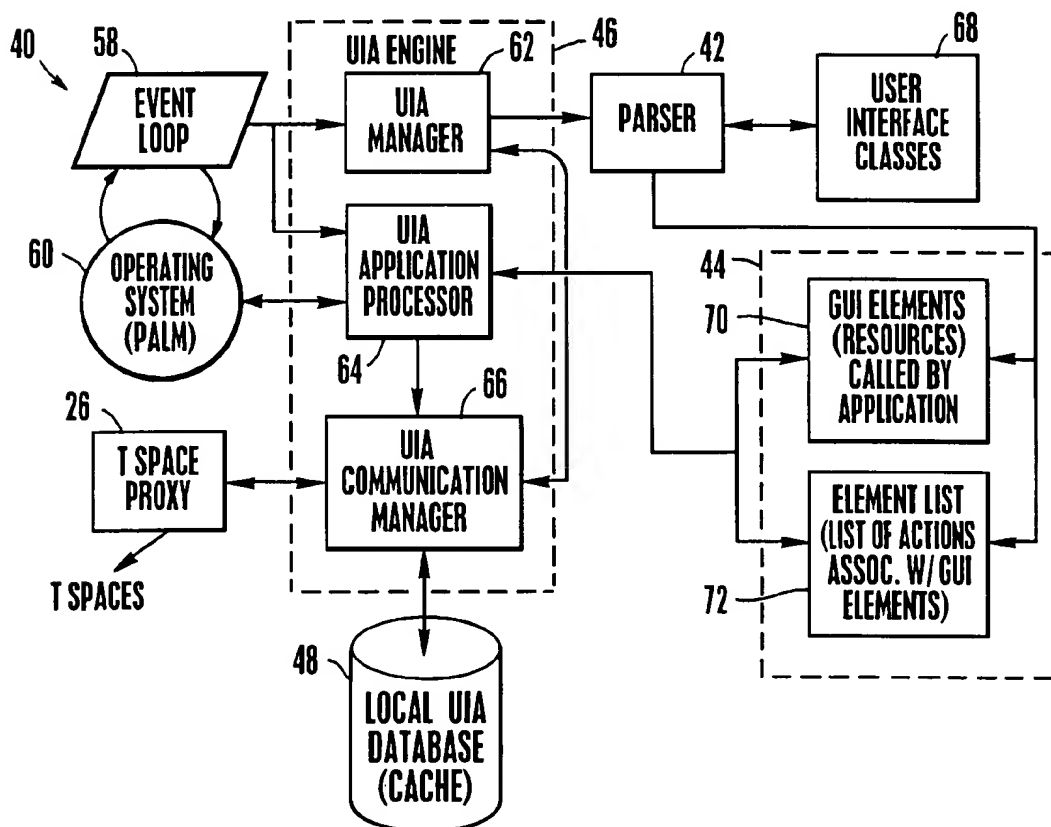 40
58
EVENT
LOOP
60
OPERATING
SYSTEM
(PALM)
26
T SPACE
PROXY
T SPACES
UIA ENGINE
46
62
UIA
MANAGER
UIA
APPLICATION
PROCESSOR
64
66
UIA
COMMUNICATION
MANAGER
48
LOCAL UIA
DATABASE
(CACHE)
42
PARSER
68
USER
INTERFACE
CLASSES
44
70
GUI ELEMENTS
(RESOURCES)
CALLED BY
APPLICATION
72
ELEMENT LIST
(LIST OF ACTIONS
ASSOC. W/ GUI
ELEMENTS)